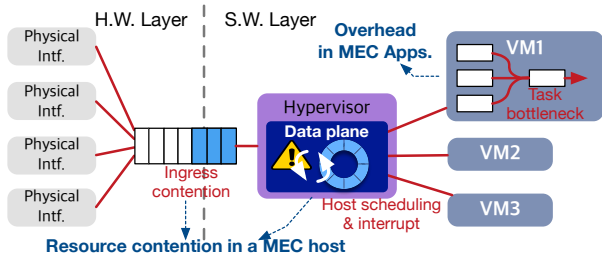 H.W. Layer
S.W. Layer
Physical
Intf.
Physical
Intf.
Physical
Intf.
Physical
Intf.
Ingress
contention
Hypervisor
Data plane
Host scheduling
& interrupt
Overhead
in MEC Apps.
VM1
Task
bottleneck
VM2
VM3
Resource contention in a MEC host